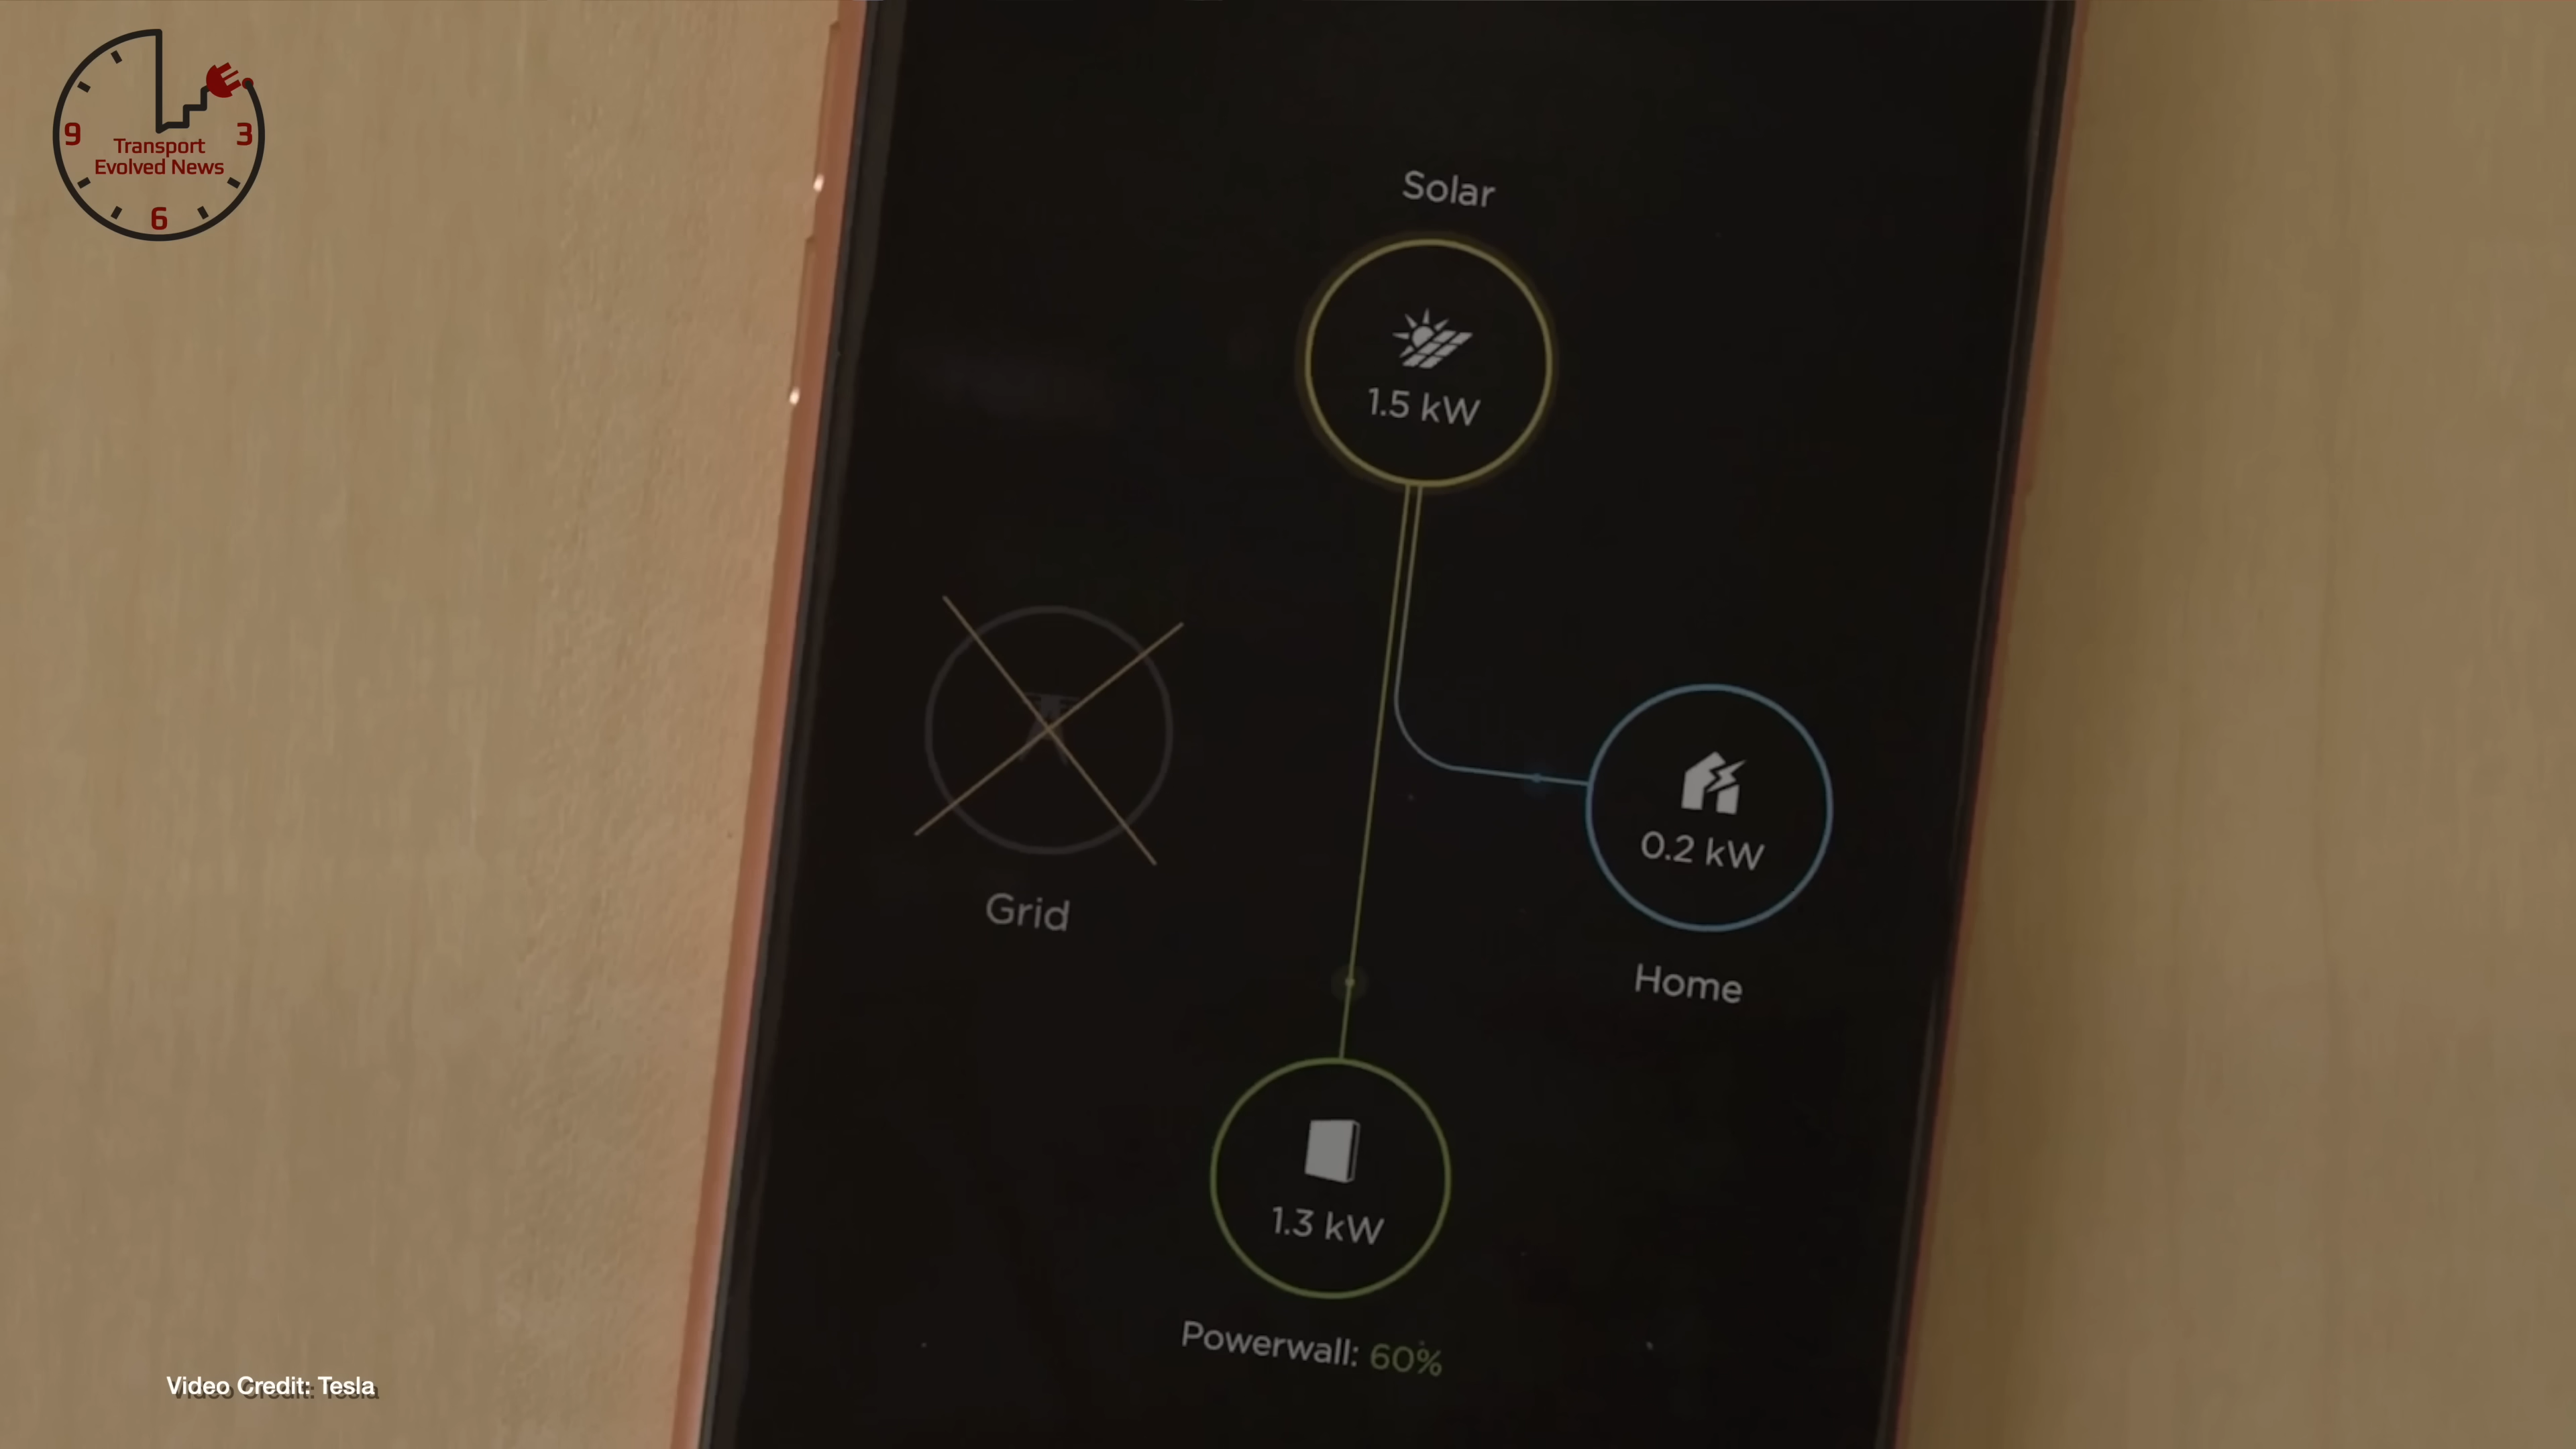 9
3
Transport
Evolved News
6
Solar
1.5 kW
Grid
0.2 kW
Home
1.3 kW
Powerwall: 60%
Video Credit: Tesla